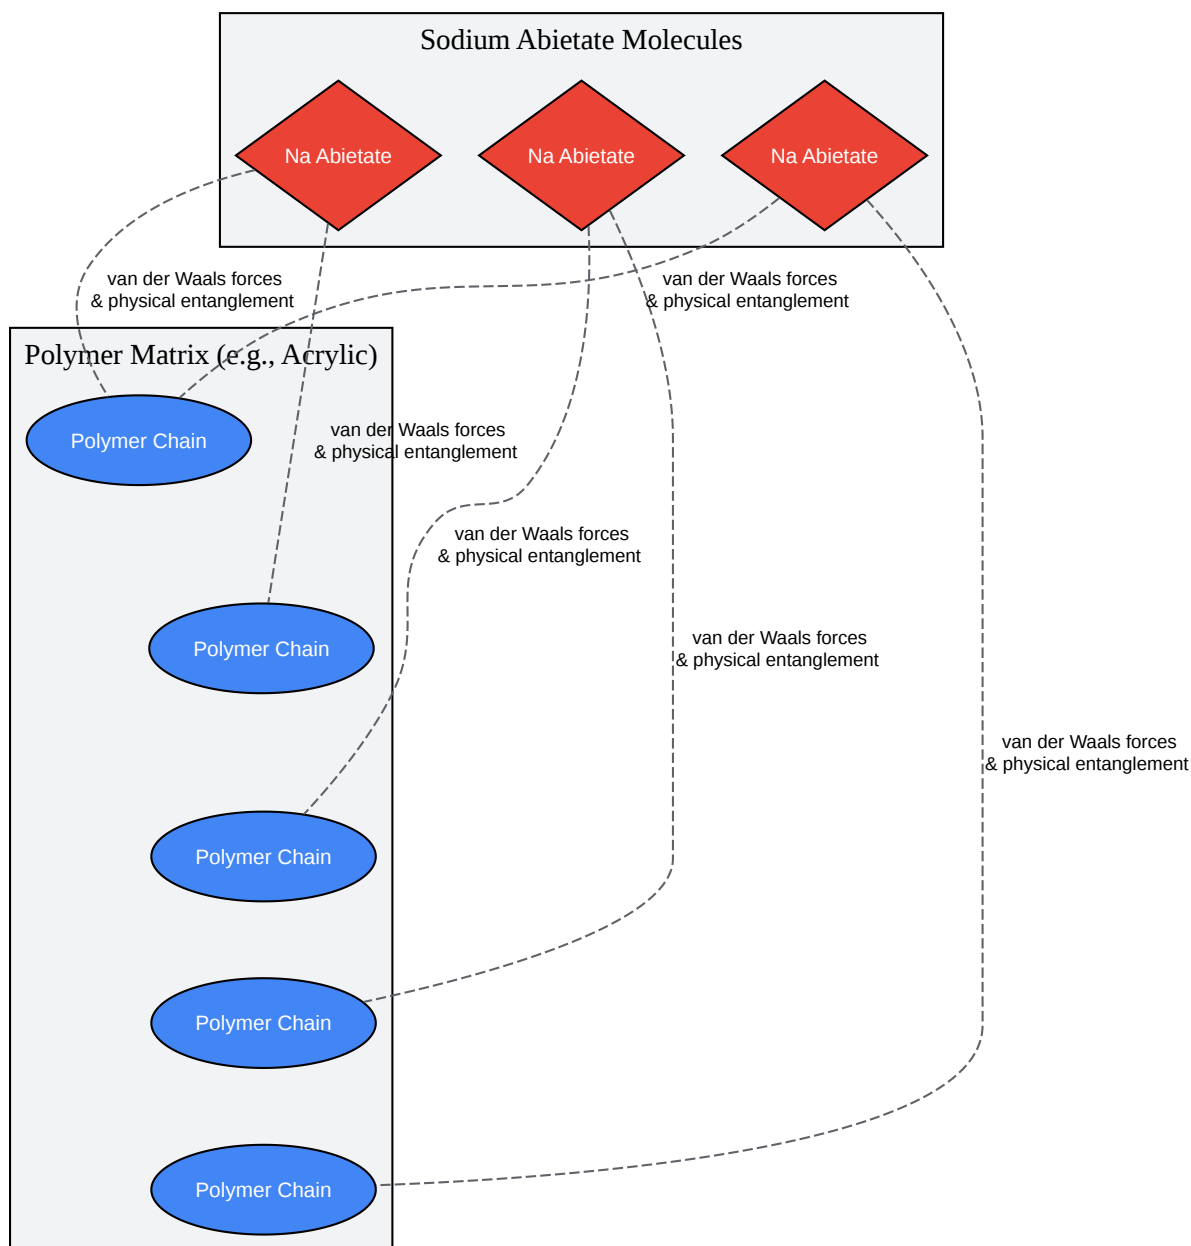 Sodium Abietate Molecules
Na Abietate
Na Abietate
Na Abietate
van der Waals forces
& physical entanglement
van der Waals forces
& physical entanglement
Polymer Matrix (e.g., Acrylic)
Polymer Chain
van der Waals forces
& physical entanglement
van der Waals forces
& physical entanglement
Polymer Chain
van der Waals forces
& physical entanglement
van der Waals forces
& physical entanglement
Polymer Chain
Polymer Chain
Polymer Chain